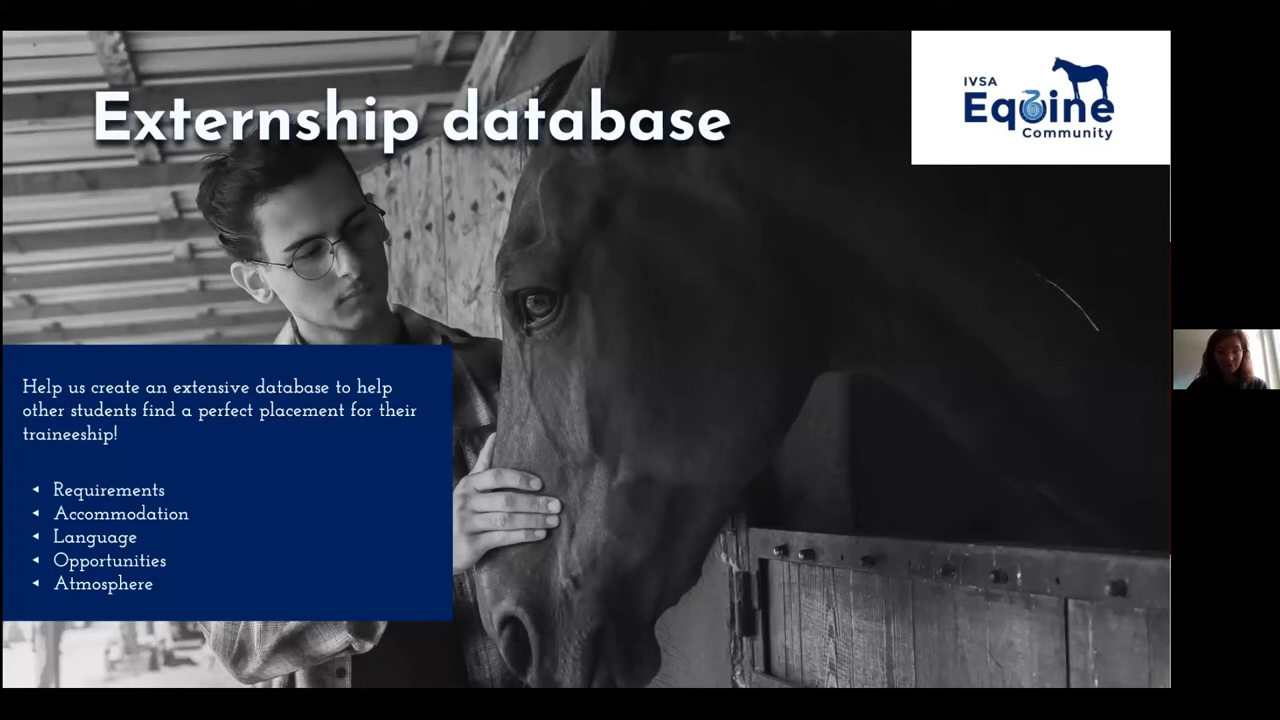 Externship database
IVSA
Equine
Community
Help us create an extensive database to help
other students find a perfect placement for their
traineeship!
Requirements
Accommodation
Language
Opportunities
Atmosphere